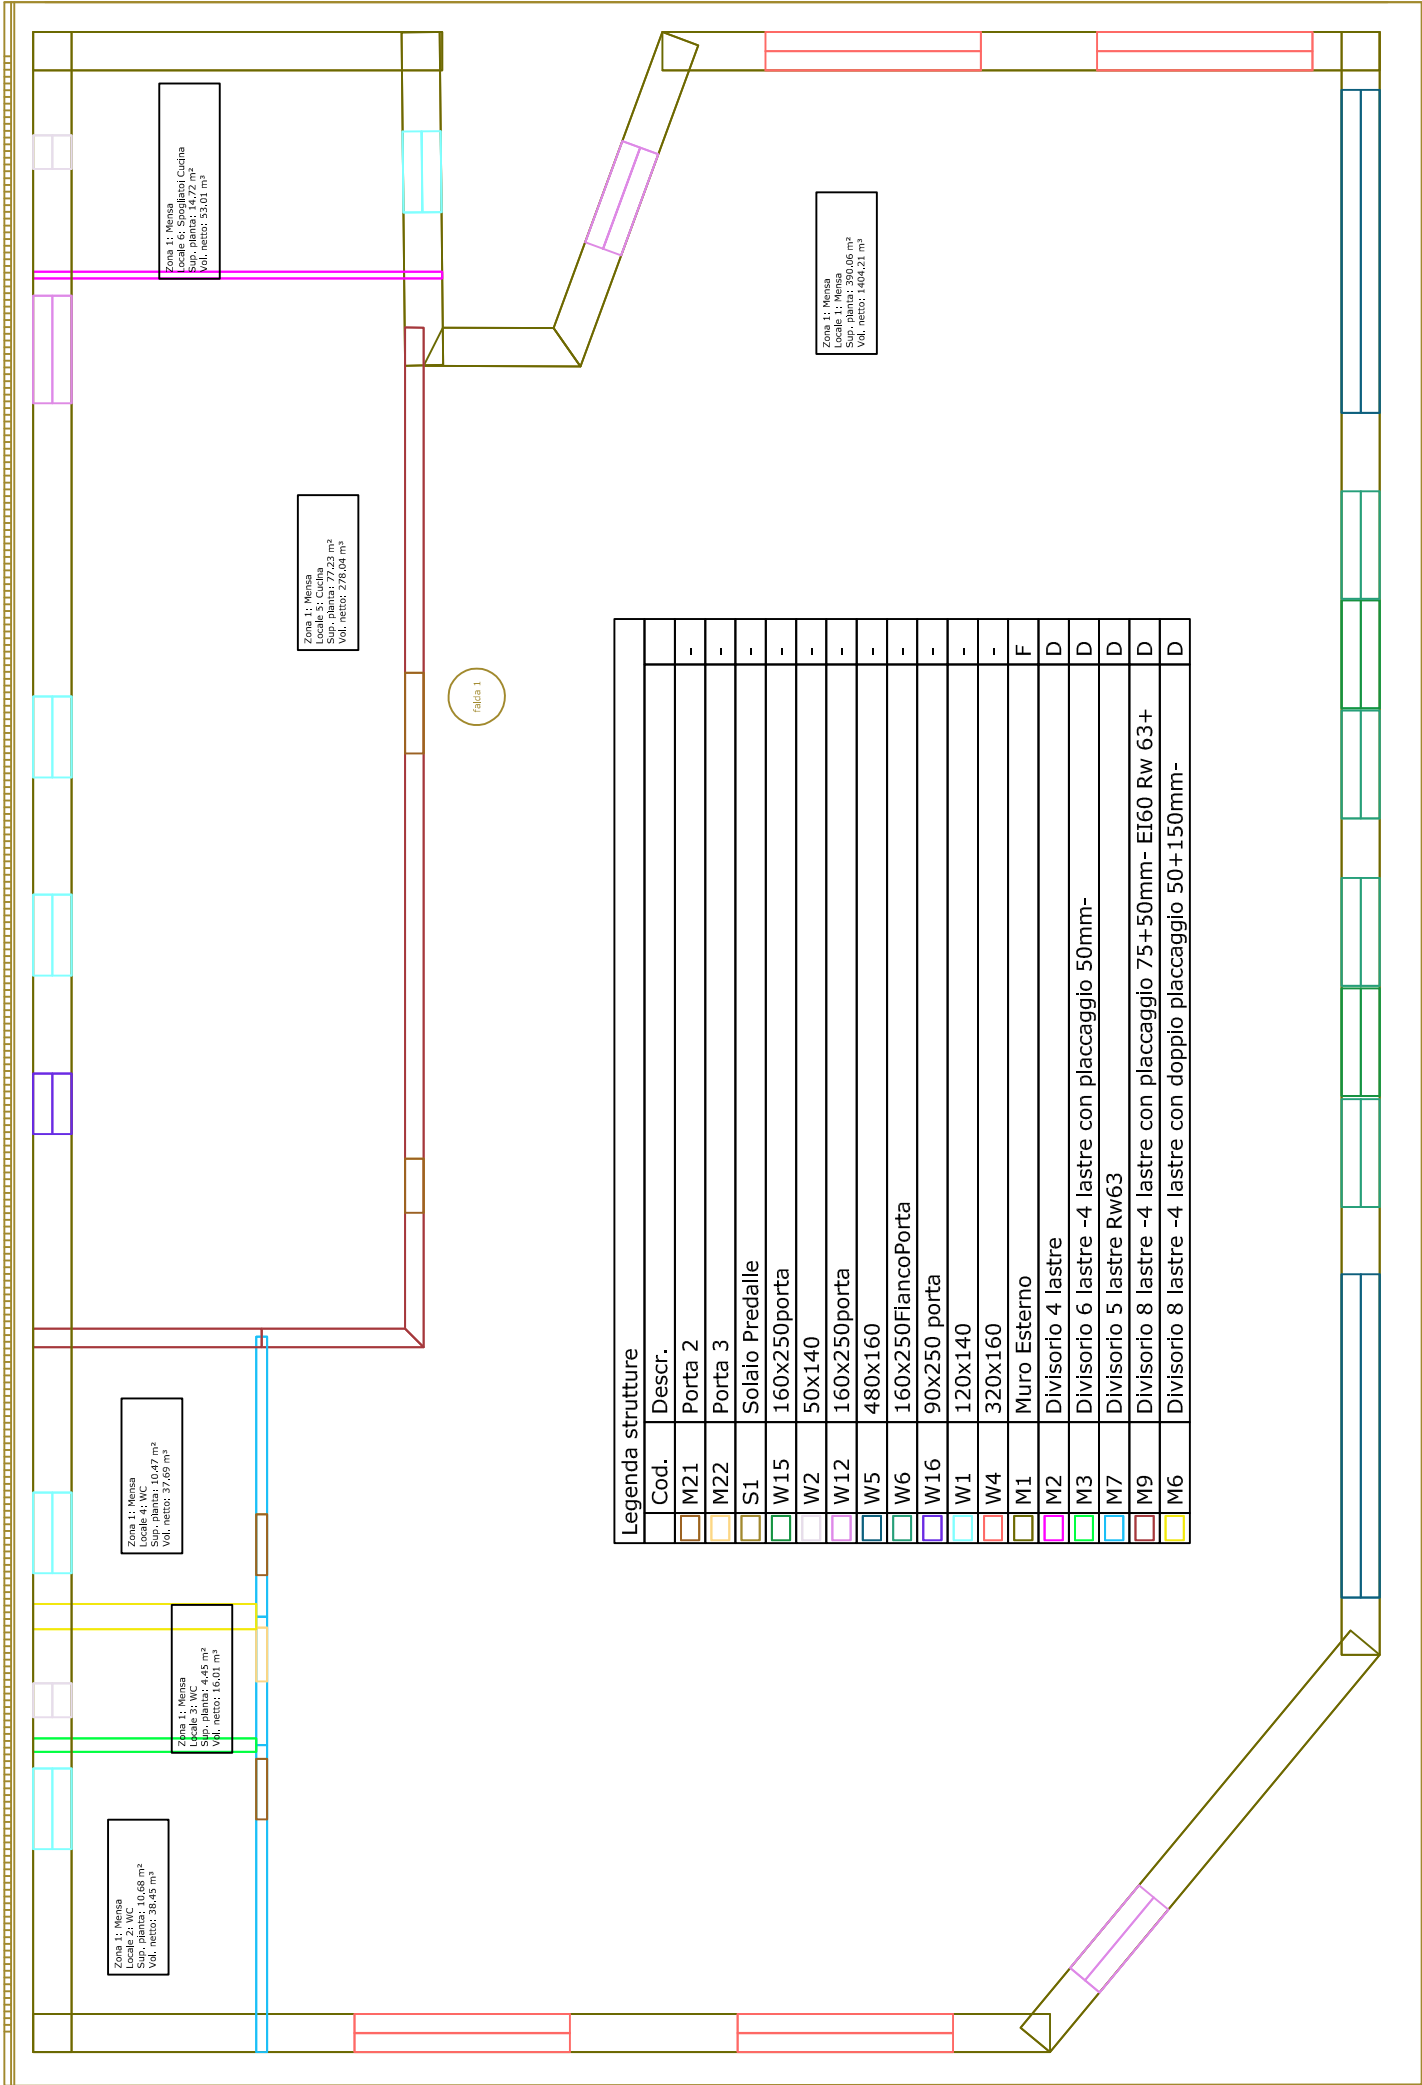 Zona 1: Mensa
Locale 6: Spogliatoi Cucina
Sup. pianta: 14.72 m²
Vol. netto: 53.01 m³
Zona 1: Mensa
Locale 1: Mensa
Sup. pianta: 390.06 m²
Vol. netto: 1404.21 m³
Zona 1: Mensa
Locale 5: Cucina
Sup. pianta: 77.23 m²
Vol. netto: 278.04 m³
falda 1
Zona 1: Mensa
Locale 4: WC
Sup. pianta: 10.47 m²
Vol. netto: 37.69 m³
Zona 1: Mensa
Locale 3: WC
Sup. pianta: 4.45 m²
Vol. netto: 16.01 m³
Zona 1: Mensa
Locale 2: WC
Sup. pianta: 10.68 m²
Vol. netto: 38.45 m³
Legenda strutture
Cod. Descr.
M21 Porta 2 -
M22 Porta 3 -
S1 Solaio Predalle -
W15 160x250porta -
W2 50x140 -
W12 160x250porta -
W5 480x160 -
W6 160x250FiancoPorta -
W16 90x250 porta -
W1 120x140 -
W4 320x160 -
M1 Muro Esterno F
M2 Divisorio 4 lastre D
M3 Divisorio 6 lastre -4 lastre con placcaggio 50mm- D
M7 Divisorio 5 lastre Rw63 D
M9 Divisorio 8 lastre -4 lastre con placcaggio 75+50mm- EI60 Rw 63+ D
M6 Divisorio 8 lastre -4 lastre con doppio placcaggio 50+150mm- D